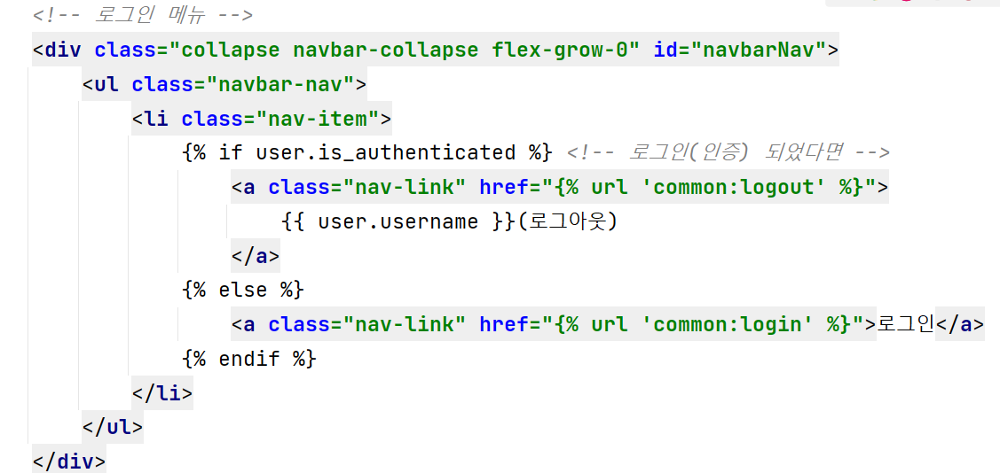 <!-- 로그인 메뉴 -->
<div class="collapse navbar-collapse flex-grow-0" id="navbarNav">
<ul class="navbar-nav">
<li class="nav-item">
{% if user.is_authenticated %} <!-- 로그인(인증) 되었다면 -->
<a class="nav-link" href="{% url 'common:logout' %}">
{{ user.username }}(로그아웃)
</a>
{% else %}
<a class="nav-link" href="{% url 'common:login' %}">로그인</a>
{% endif %}
</li>
</ul>
</div>